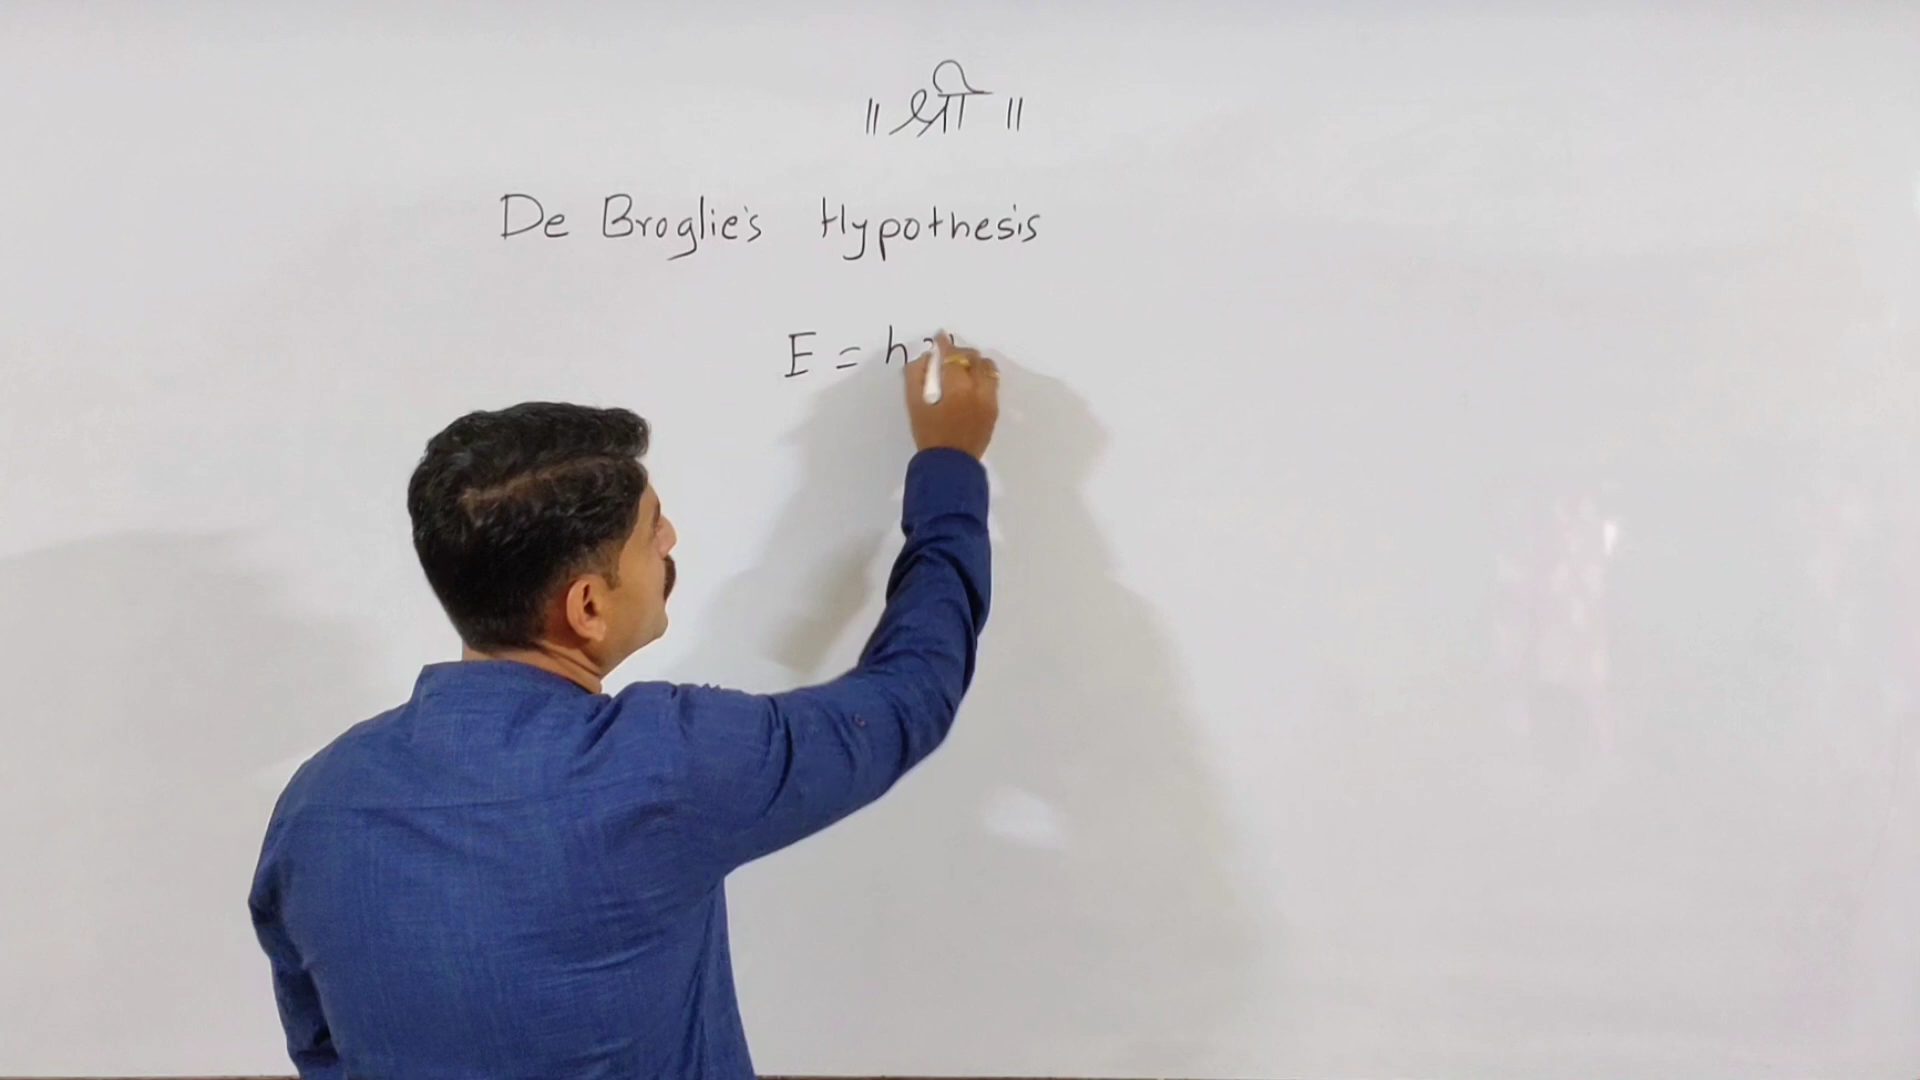 ॥ श्री ॥
De Broglie's Hypothesis
E = h